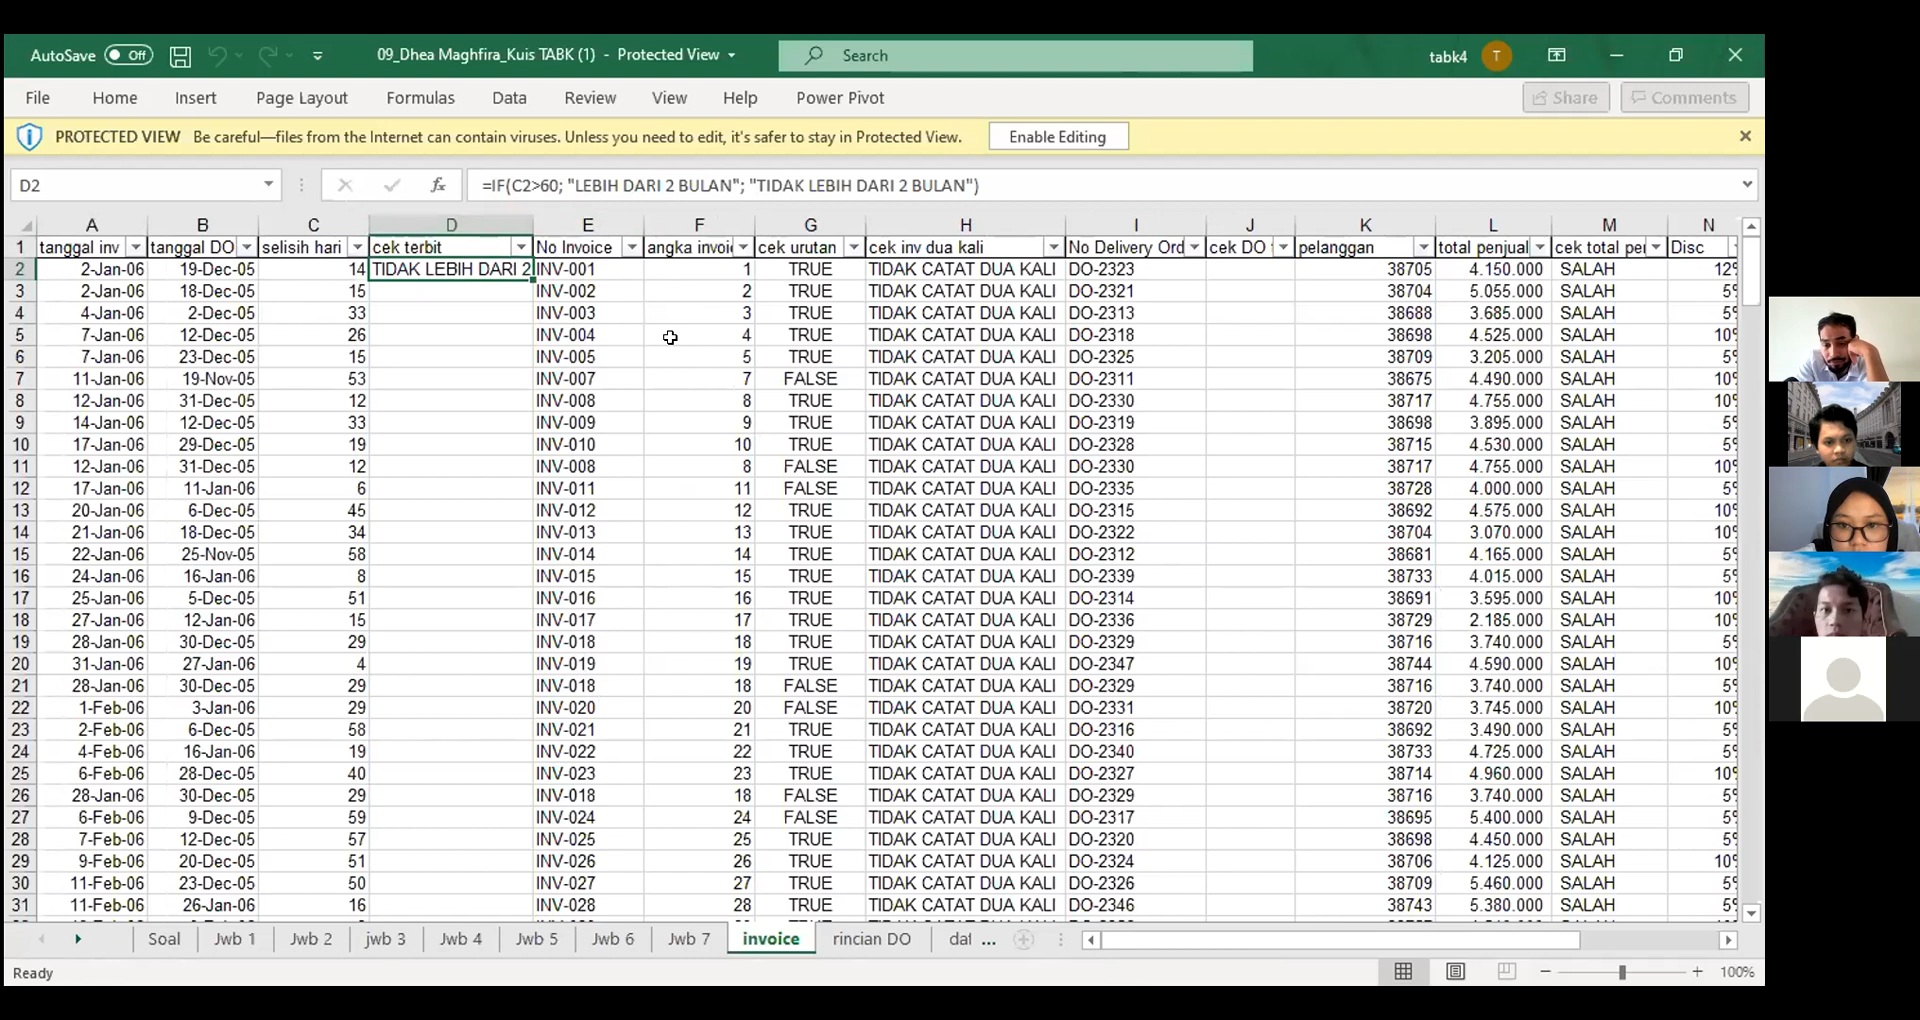 AutoSave Off 09_Dhea Maghfira_Kuis TABK (1) - Protected View Search tabk4 T
File Home Insert Page Layout Formulas Data Review View Help Power Pivot Share Comments
PROTECTED VIEW Be careful—files from the Internet can contain viruses. Unless you need to edit, it's safer to stay in Protected View. Enable Editing
D2 fx =IF(C2>60; "LEBIH DARI 2 BULAN"; "TIDAK LEBIH DARI 2 BULAN")
A B C D E F G H I J K L M N
1 tanggal inv tanggal DO selisih hari cek terbit No Invoice angka invoi cek urutan cek inv dua kali No Delivery Ord cek DO pelanggan total penjual cek total pe Disc
2 2-Jan-06 19-Dec-05 14 TIDAK LEBIH DARI 2 INV-001 1 TRUE TIDAK CATAT DUA KALI DO-2323 38705 4.150.000 SALAH 12%
3 2-Jan-06 18-Dec-05 15 INV-002 2 TRUE TIDAK CATAT DUA KALI DO-2321 38704 5.055.000 SALAH 5%
4 4-Jan-06 2-Dec-05 33 INV-003 3 TRUE TIDAK CATAT DUA KALI DO-2313 38688 3.685.000 SALAH 5%
5 7-Jan-06 12-Dec-05 26 INV-004 4 TRUE TIDAK CATAT DUA KALI DO-2318 38698 4.525.000 SALAH 10%
6 7-Jan-06 23-Dec-05 15 INV-005 5 TRUE TIDAK CATAT DUA KALI DO-2325 38709 3.205.000 SALAH 5%
7 11-Jan-06 19-Nov-05 53 INV-007 7 FALSE TIDAK CATAT DUA KALI DO-2311 38675 4.490.000 SALAH 10%
8 12-Jan-06 31-Dec-05 12 INV-008 8 TRUE TIDAK CATAT DUA KALI DO-2330 38717 4.755.000 SALAH 10%
9 14-Jan-06 12-Dec-05 33 INV-009 9 TRUE TIDAK CATAT DUA KALI DO-2319 38698 3.895.000 SALAH 5%
10 17-Jan-06 29-Dec-05 19 INV-010 10 TRUE TIDAK CATAT DUA KALI DO-2328 38715 4.530.000 SALAH 5%
11 12-Jan-06 31-Dec-05 12 INV-008 8 FALSE TIDAK CATAT DUA KALI DO-2330 38717 4.755.000 SALAH 10%
12 17-Jan-06 11-Jan-06 6 INV-011 11 FALSE TIDAK CATAT DUA KALI DO-2335 38728 4.000.000 SALAH 5%
13 20-Jan-06 6-Dec-05 45 INV-012 12 TRUE TIDAK CATAT DUA KALI DO-2315 38692 4.575.000 SALAH 10%
14 21-Jan-06 18-Dec-05 34 INV-013 13 TRUE TIDAK CATAT DUA KALI DO-2322 38704 3.070.000 SALAH 10%
15 22-Jan-06 25-Nov-05 58 INV-014 14 TRUE TIDAK CATAT DUA KALI DO-2312 38681 4.165.000 SALAH 5%
16 24-Jan-06 16-Jan-06 8 INV-015 15 TRUE TIDAK CATAT DUA KALI DO-2339 38733 4.015.000 SALAH 5%
17 25-Jan-06 5-Dec-05 51 INV-016 16 TRUE TIDAK CATAT DUA KALI DO-2314 38691 3.595.000 SALAH 10%
18 27-Jan-06 12-Jan-06 15 INV-017 17 TRUE TIDAK CATAT DUA KALI DO-2336 38729 2.185.000 SALAH 10%
19 28-Jan-06 30-Dec-05 29 INV-018 18 TRUE TIDAK CATAT DUA KALI DO-2329 38716 3.740.000 SALAH 5%
20 31-Jan-06 27-Jan-06 4 INV-019 19 TRUE TIDAK CATAT DUA KALI DO-2347 38744 4.590.000 SALAH 10%
21 28-Jan-06 30-Dec-05 29 INV-018 18 FALSE TIDAK CATAT DUA KALI DO-2329 38716 3.740.000 SALAH 5%
22 1-Feb-06 3-Jan-06 29 INV-020 20 FALSE TIDAK CATAT DUA KALI DO-2331 38720 3.745.000 SALAH 10%
23 2-Feb-06 6-Dec-05 58 INV-021 21 TRUE TIDAK CATAT DUA KALI DO-2316 38692 3.490.000 SALAH 5%
24 4-Feb-06 16-Jan-06 19 INV-022 22 TRUE TIDAK CATAT DUA KALI DO-2340 38733 4.725.000 SALAH 5%
25 6-Feb-06 28-Dec-05 40 INV-023 23 TRUE TIDAK CATAT DUA KALI DO-2327 38714 4.960.000 SALAH 10%
26 28-Jan-06 30-Dec-05 29 INV-018 18 FALSE TIDAK CATAT DUA KALI DO-2329 38716 3.740.000 SALAH 5%
27 6-Feb-06 9-Dec-05 59 INV-024 24 FALSE TIDAK CATAT DUA KALI DO-2317 38695 5.400.000 SALAH 5%
28 7-Feb-06 12-Dec-05 57 INV-025 25 TRUE TIDAK CATAT DUA KALI DO-2320 38698 4.450.000 SALAH 5%
29 9-Feb-06 20-Dec-05 51 INV-026 26 TRUE TIDAK CATAT DUA KALI DO-2324 38706 4.125.000 SALAH 10%
30 11-Feb-06 23-Dec-05 50 INV-027 27 TRUE TIDAK CATAT DUA KALI DO-2326 38709 5.460.000 SALAH 5%
31 11-Feb-06 26-Jan-06 16 INV-028 28 TRUE TIDAK CATAT DUA KALI DO-2346 38743 5.380.000 SALAH 5%
Soal Jwb 1 Jwb 2 jwb 3 Jwb 4 Jwb 5 Jwb 6 Jwb 7 invoice rincian DO dat ...
Ready 100%